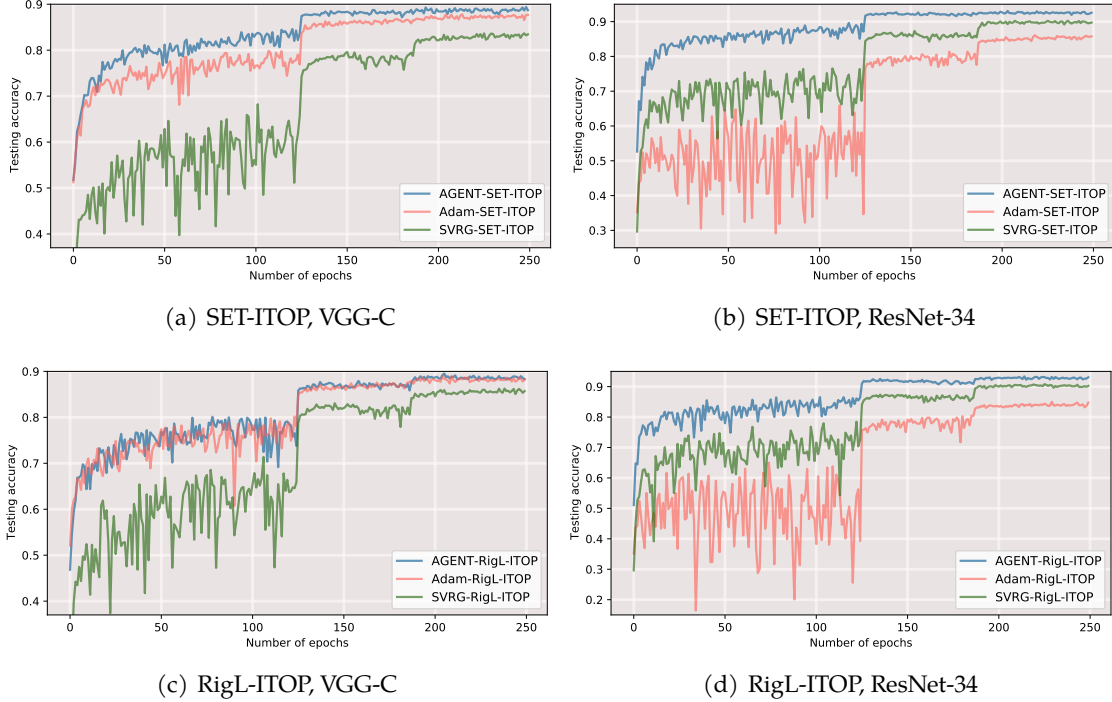 0.9
0.8
0.7
0.6
0.5
0.4
Testing accuracy
0 50 100 150 200 250
Number of epochs
AGENT-SET-ITOP
Adam-SET-ITOP
SVRG-SET-ITOP
(a) SET-ITOP, VGG-C
0.9
0.8
0.7
0.6
0.5
0.4
0.3
Testing accuracy
0 50 100 150 200 250
Number of epochs
AGENT-SET-ITOP
Adam-SET-ITOP
SVRG-SET-ITOP
(b) SET-ITOP, ResNet-34
0.9
0.8
0.7
0.6
0.5
0.4
Testing accuracy
0 50 100 150 200 250
Number of epochs
AGENT-RigL-ITOP
Adam-RigL-ITOP
SVRG-RigL-ITOP
(c) RigL-ITOP, VGG-C
0.9
0.8
0.7
0.6
0.5
0.4
0.3
0.2
Testing accuracy
0 50 100 150 200 250
Number of epochs
AGENT-RigL-ITOP
Adam-RigL-ITOP
SVRG-RigL-ITOP
(d) RigL-ITOP, ResNet-34